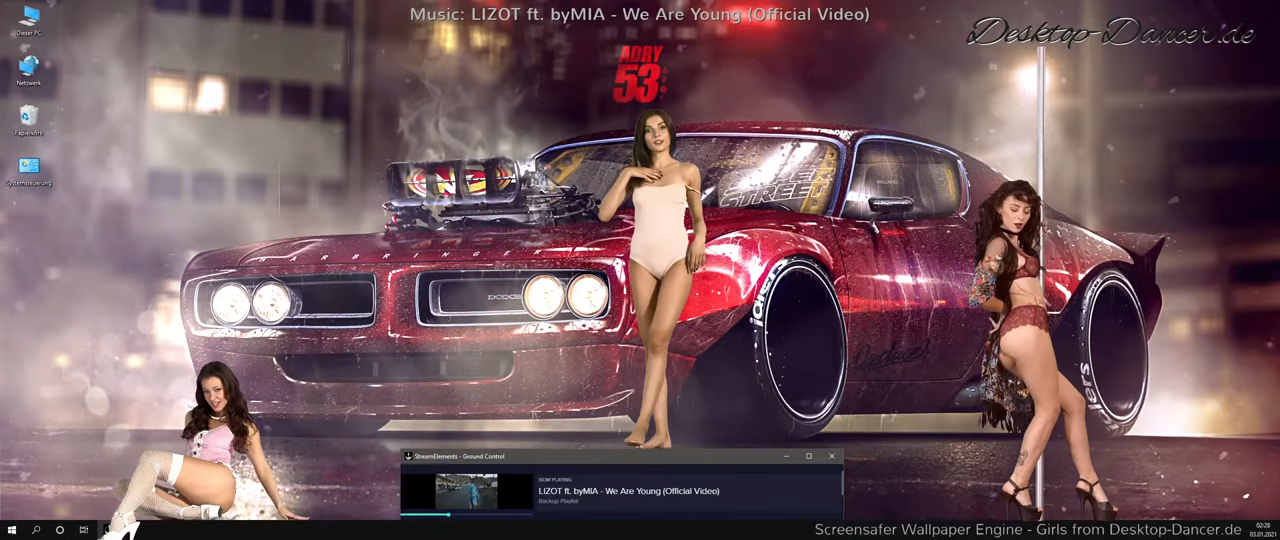 Music: LIZOT ft. byMIA - We Are Young (Official Video)
Desktop-Dancer.de
Dieser PC
ADRY
53
Netzwerk
Papierkorb
Systemsteuerung
STREET
DODGE
StreamElements - Ground Control
NOW PLAYING
LIZOT ft. byMIA - We Are Young (Official Video)
Backup Playlist
Screensafer Wallpaper Engine - Girls from Desktop-Dancer.de
02:28
03.01.2021